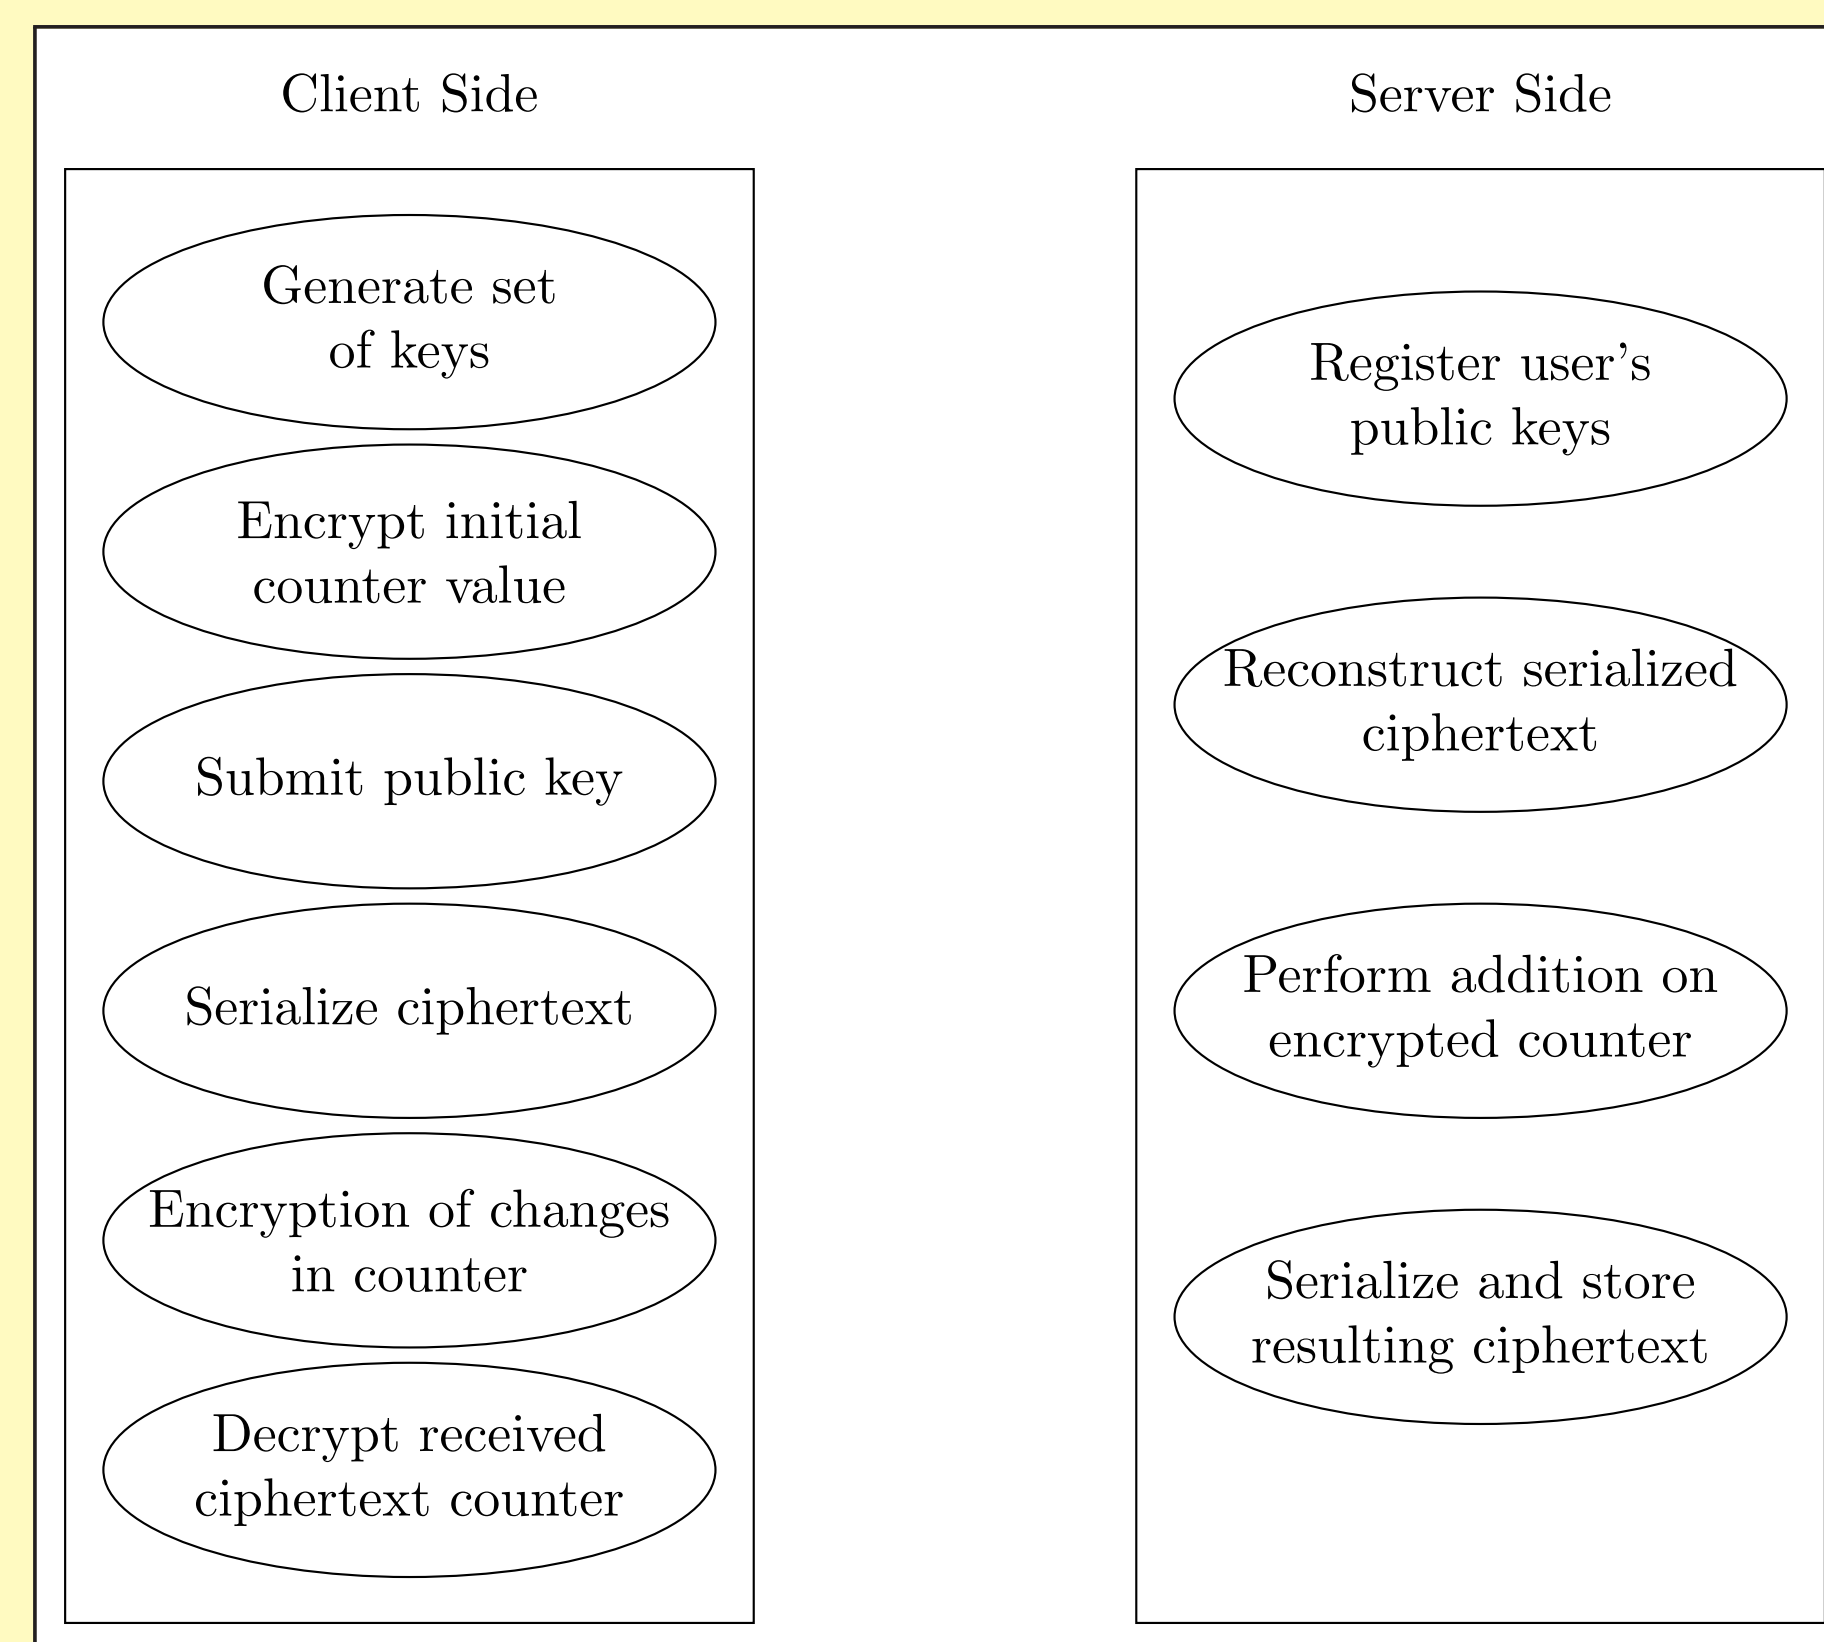 Client Side
Generate set
of keys
Encrypt initial
counter value
Submit public key
Serialize ciphertext
Encryption of changes
in counter
Decrypt received
ciphertext counter
Server Side
Register user's
public keys
Reconstruct serialized
ciphertext
Perform addition on
encrypted counter
Serialize and store
resulting ciphertext